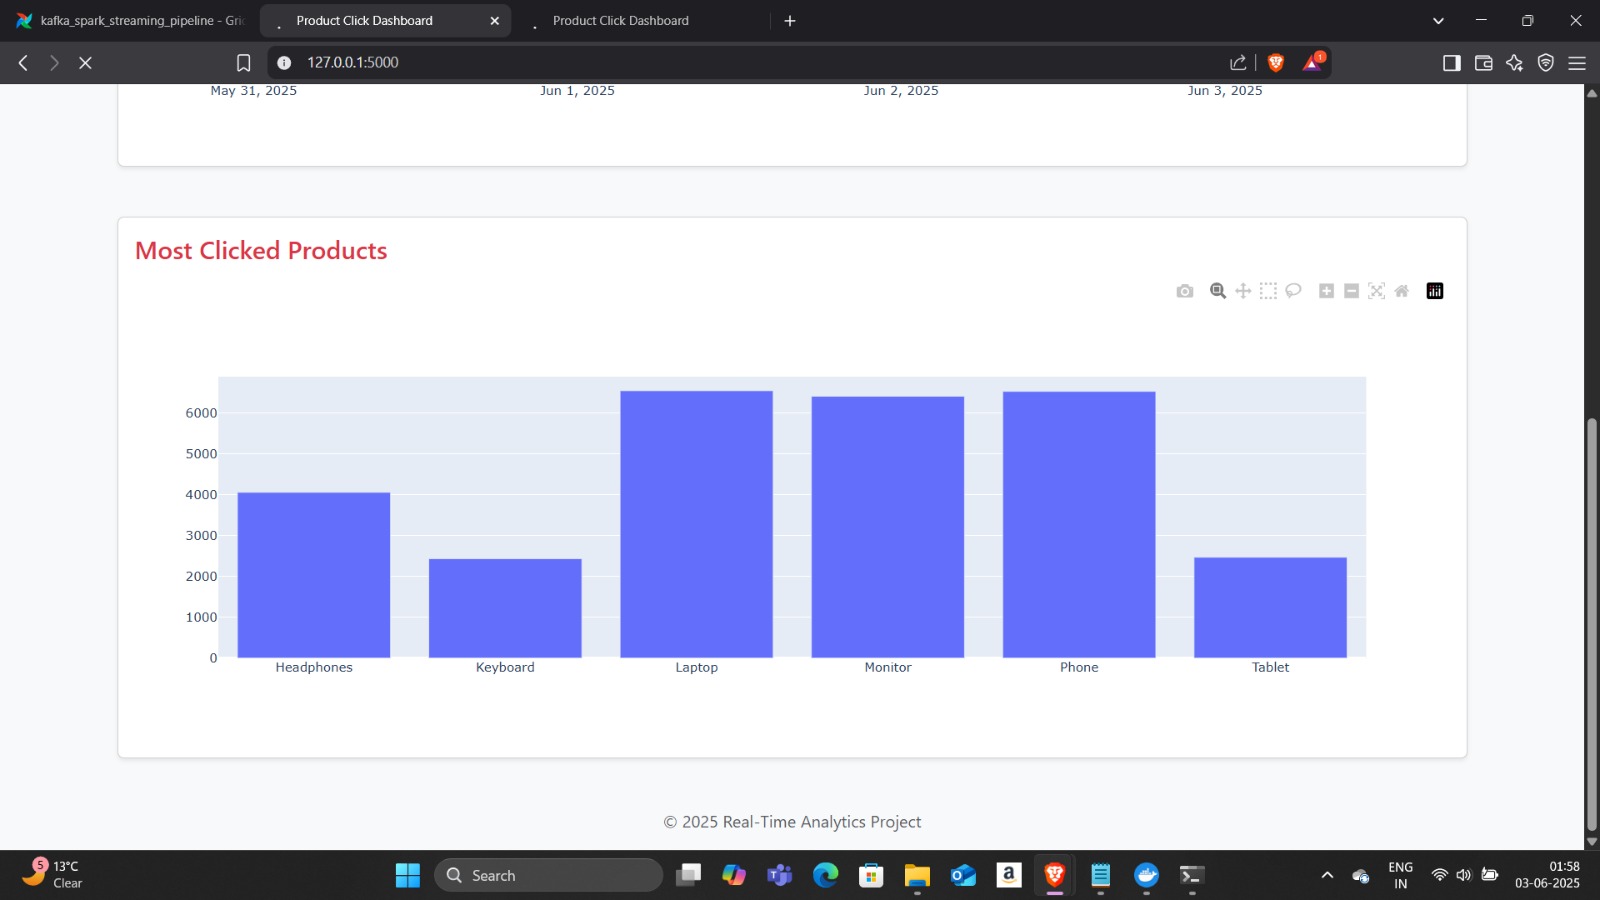 kafka_spark_streaming_pipeline - Gri
Product Click Dashboard
Product Click Dashboard
127.0.0.1:5000
1
May 31, 2025
Jun 1, 2025
Jun 2, 2025
Jun 3, 2025
Most Clicked Products
6000
5000
4000
3000
2000
1000
0
Headphones
Keyboard
Laptop
Monitor
Phone
Tablet
© 2025 Real-Time Analytics Project
5
13°C
Clear
Search
ENG
IN
01:58
03-06-2025